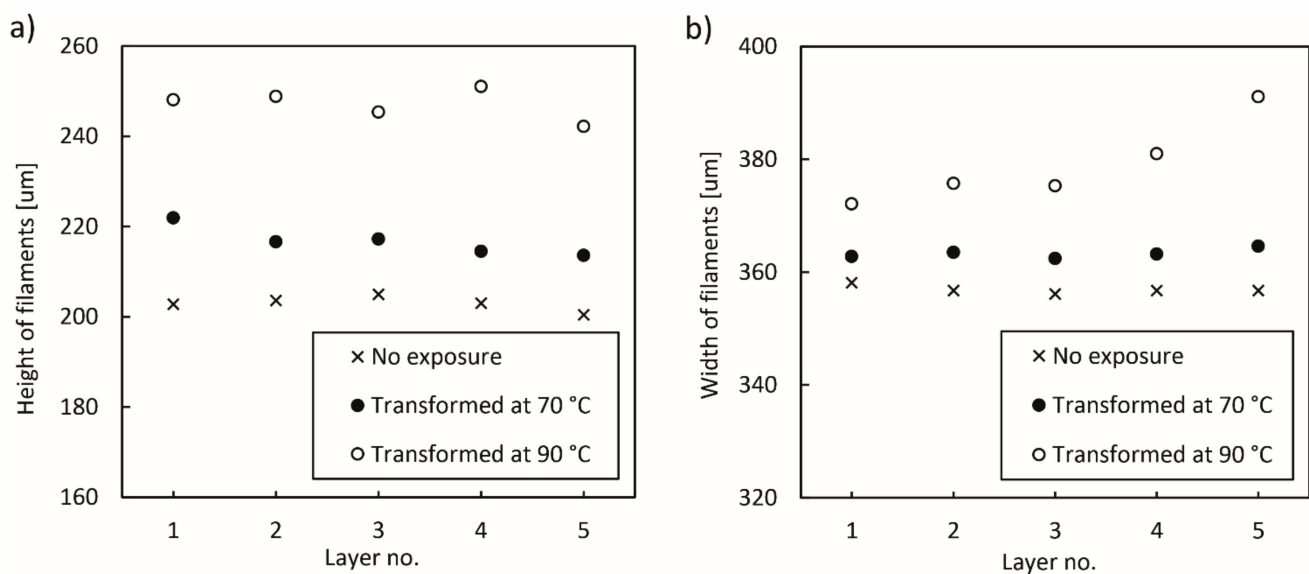 a)
Height of filaments [um]
260
240
220
200
180
160
No exposure
Transformed at 70 °C
Transformed at 90 °C
1 2 3 4 5
Layer no.
b)
Width of filaments [um]
400
380
360
340
320
No exposure
Transformed at 70 °C
Transformed at 90 °C
1 2 3 4 5
Layer no.